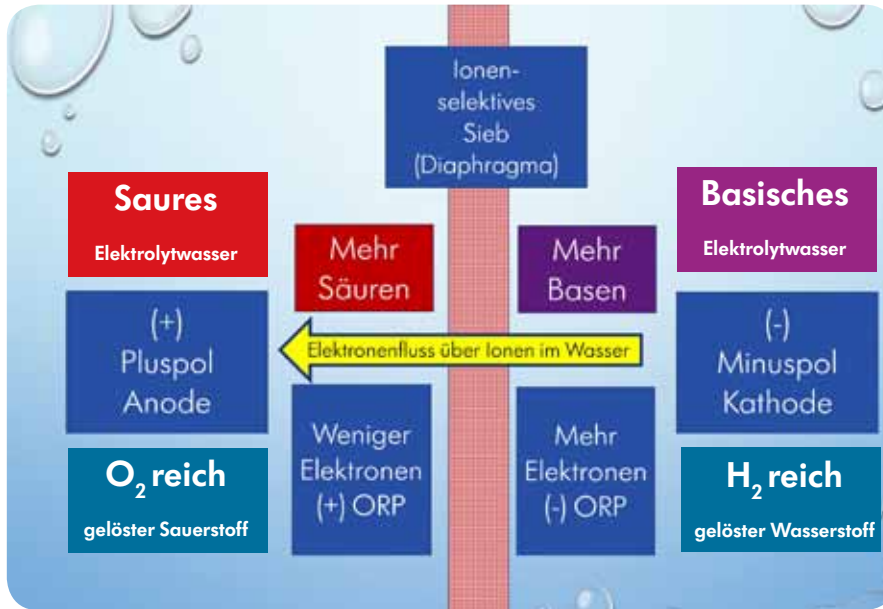 Ionen-
selektives
Sieb
(Diaphragma)
Saures
Elektrolytwasser
Mehr
Säuren
Mehr
Basen
Basisches
Elektrolytwasser
(+)
Pluspol
Anode
Elektronenfluss über Ionen im Wasser
(-)
Minuspol
Kathode
Weniger
Elektronen
(+) ORP
Mehr
Elektronen
(-) ORP
O₂ reich
gelöster Sauerstoff
H₂ reich
gelöster Wasserstoff